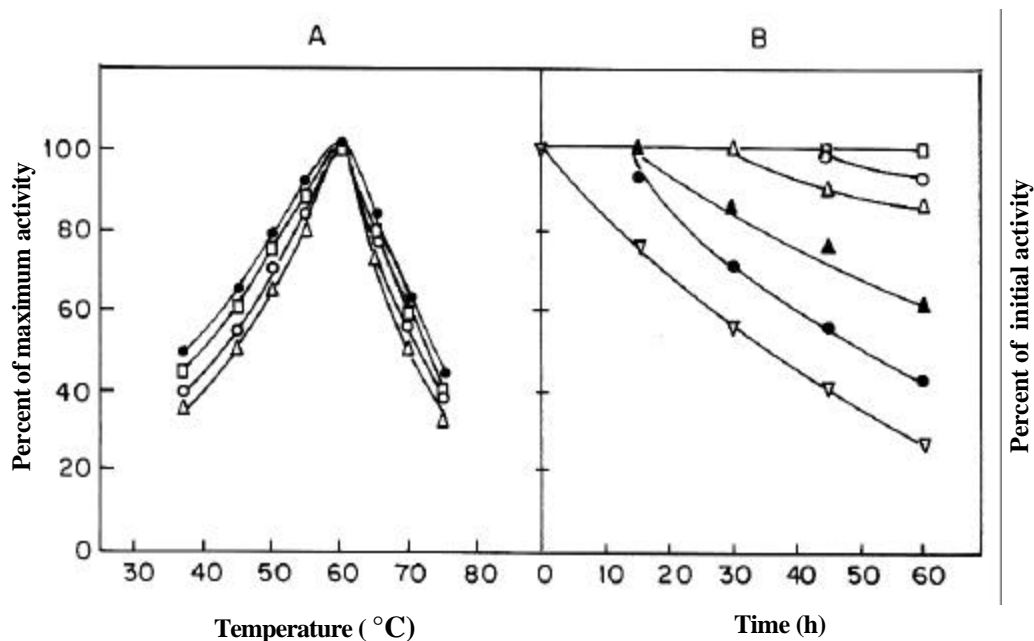 A
B
Percent of maximum activity
100
80
60
40
20
0
30 40 50 60 70 80
Temperature ( °C)
0 10 20 30 40 50 60
Time (h)
Percent of initial activity